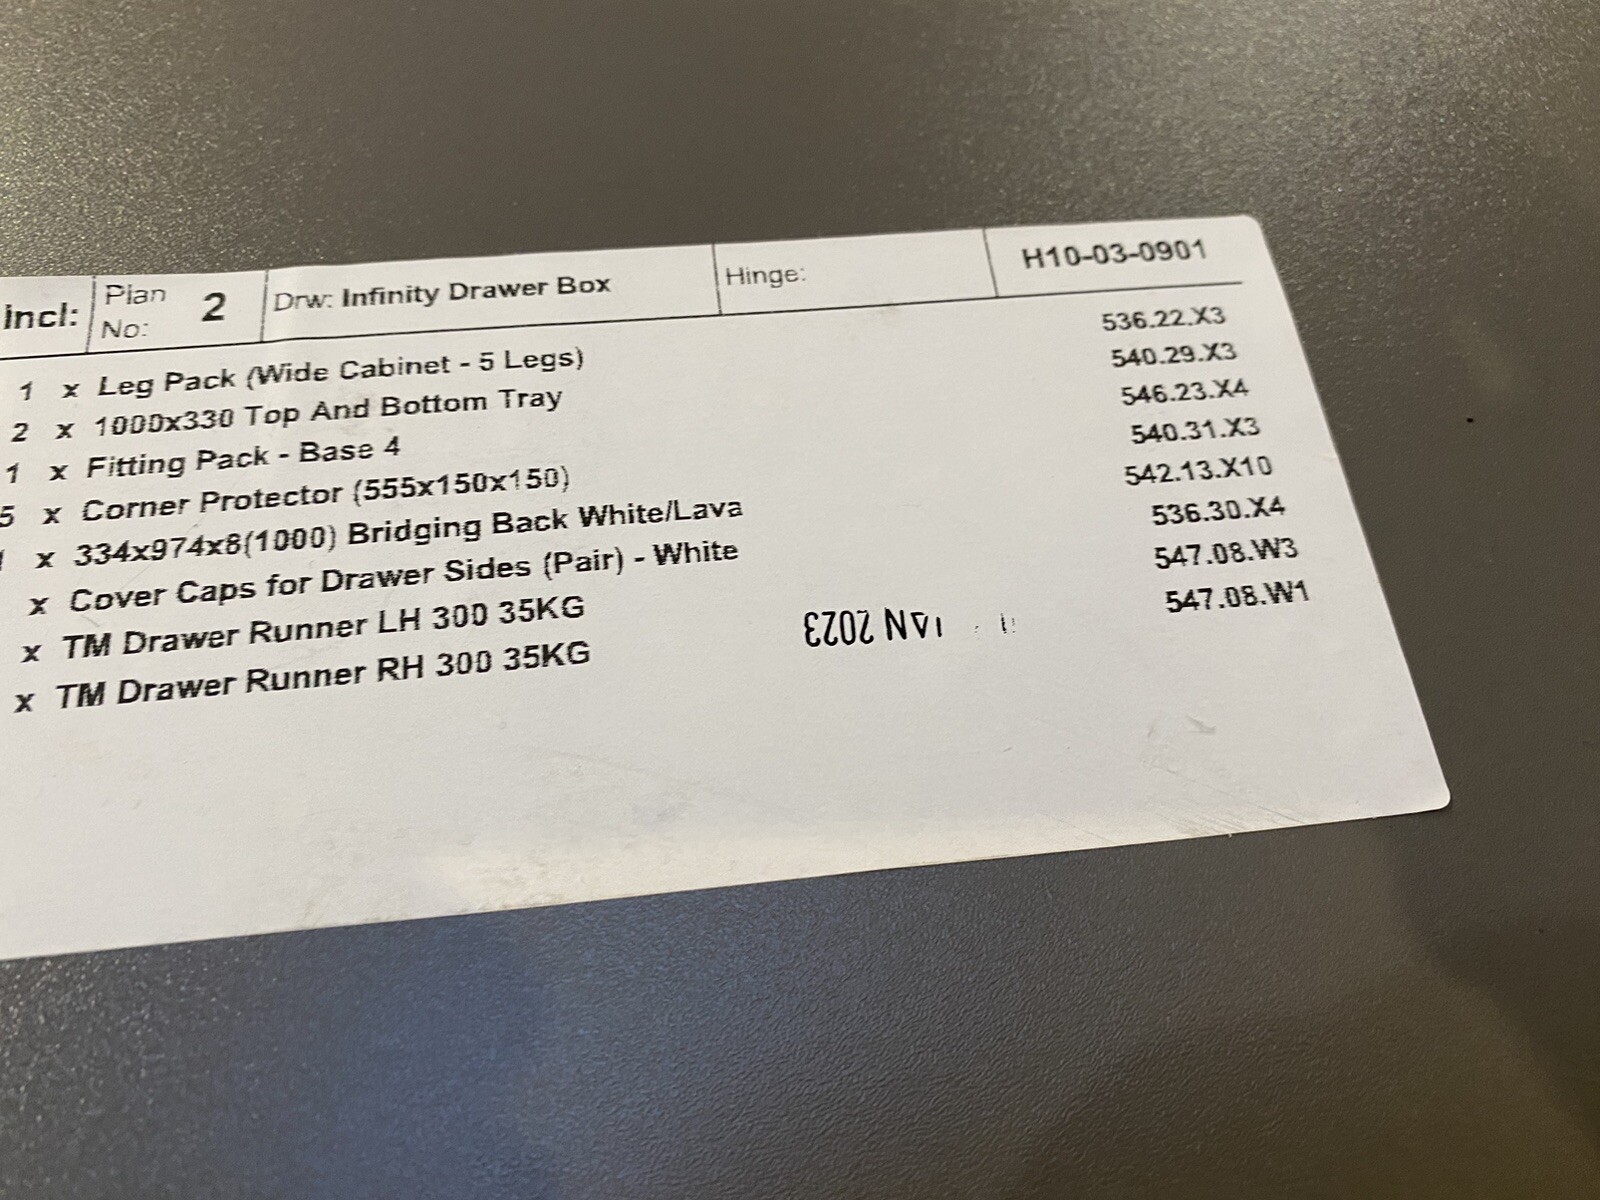 incl: Plan No: 2 Drw: Infinity Drawer Box Hinge: H10-03-0901
1 x Leg Pack (Wide Cabinet - 5 Legs) 536.22.X3
2 x 1000x330 Top And Bottom Tray 540.29.X3
1 x Fitting Pack - Base 4 546.23.X4
5 x Corner Protector (555x150x150) 540.31.X3
x 334x974x8(1000) Bridging Back White/Lava 542.13.X10
x Cover Caps for Drawer Sides (Pair) - White 536.30.X4
x TM Drawer Runner LH 300 35KG 547.08.W3
x TM Drawer Runner RH 300 35KG 547.08.W1
JAN 2023